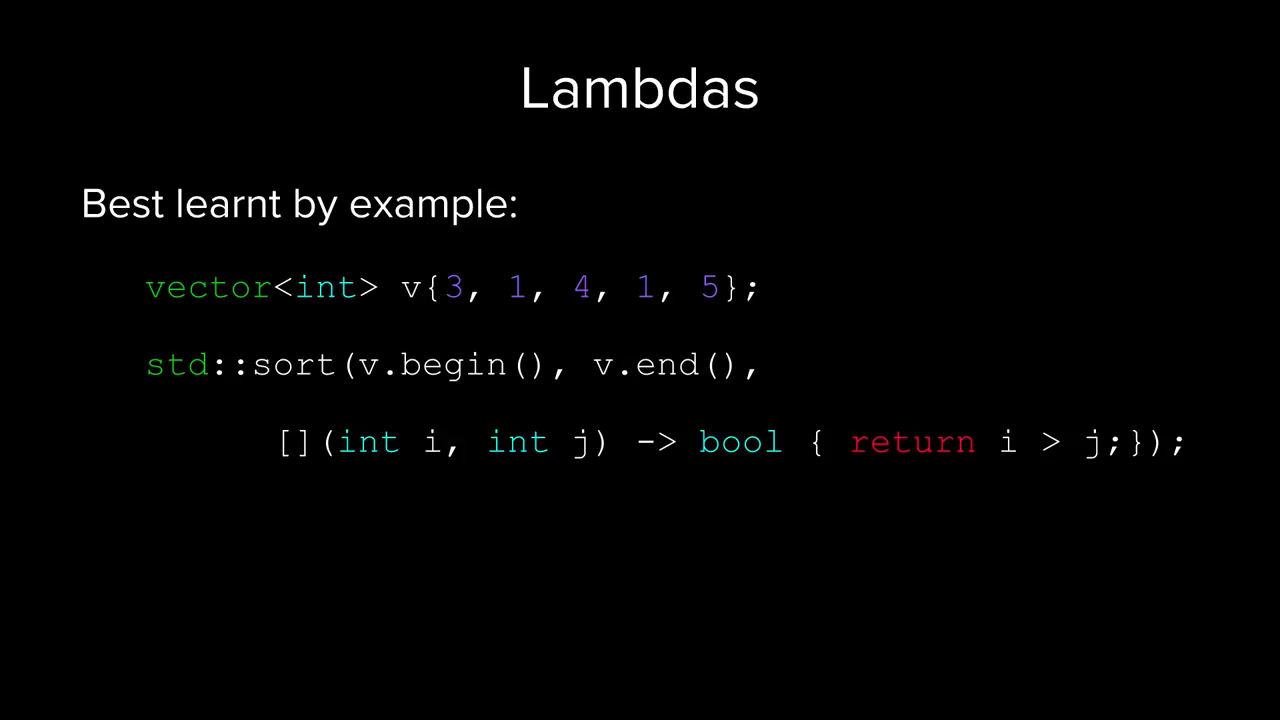 Lambdas
Best learnt by example:
vector<int> v{3, 1, 4, 1, 5};
std::sort(v.begin(), v.end(),
[](int i, int j) -> bool { return i > j;});